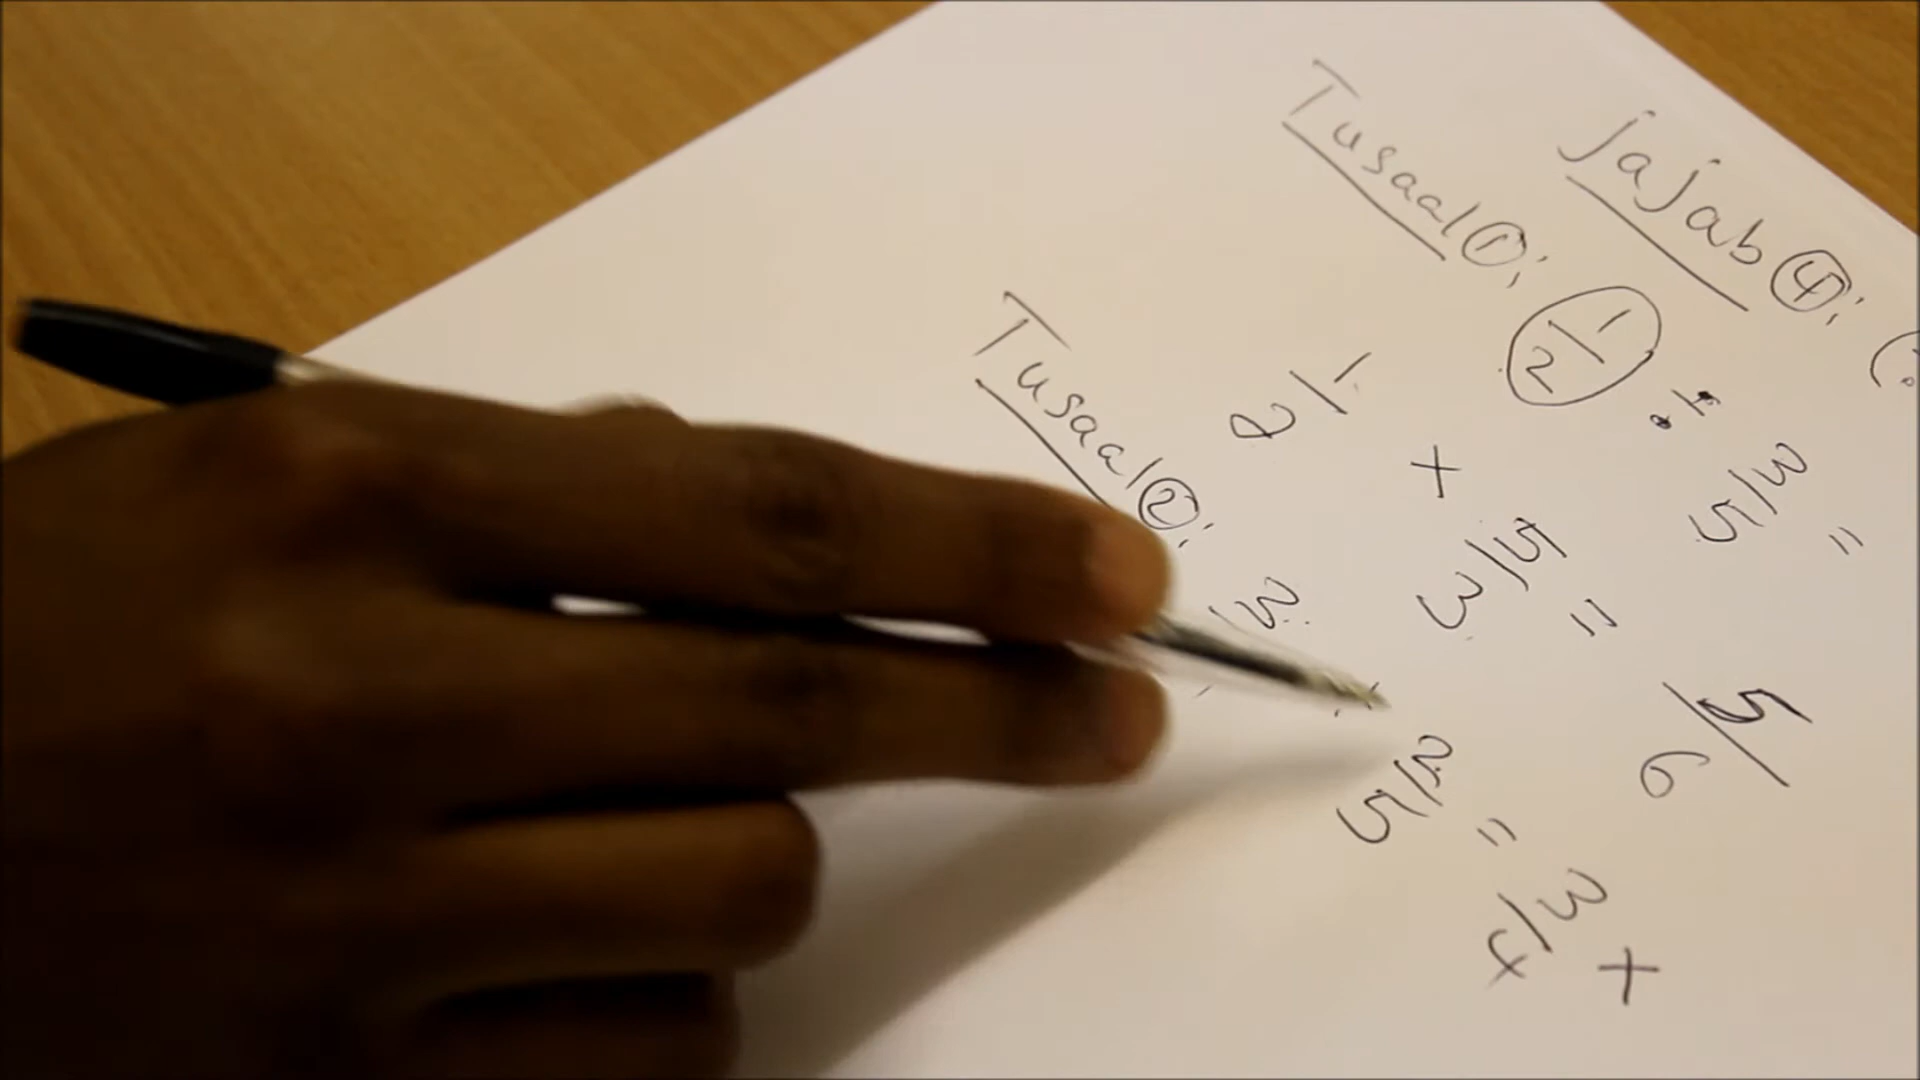 Jajab ④; (
Tusaal ①; 1/2 ÷ 3/5 =
1/2 × 5/3 = 5/6
Tusaal ②; 2/5 = 3/4 ×